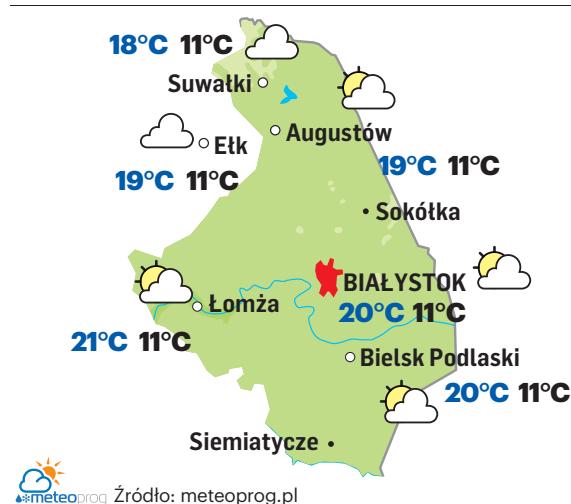 18°C 11°C
Suwałki
Augustów
Ełk
19°C 11°C
19°C 11°C
Sokółka
BIAŁYSTOK
20°C 11°C
Łomża
21°C 11°C
Bielsk Podlaski
20°C 11°C
Siemiatycze
meteoprog Źródło: meteoprog.pl